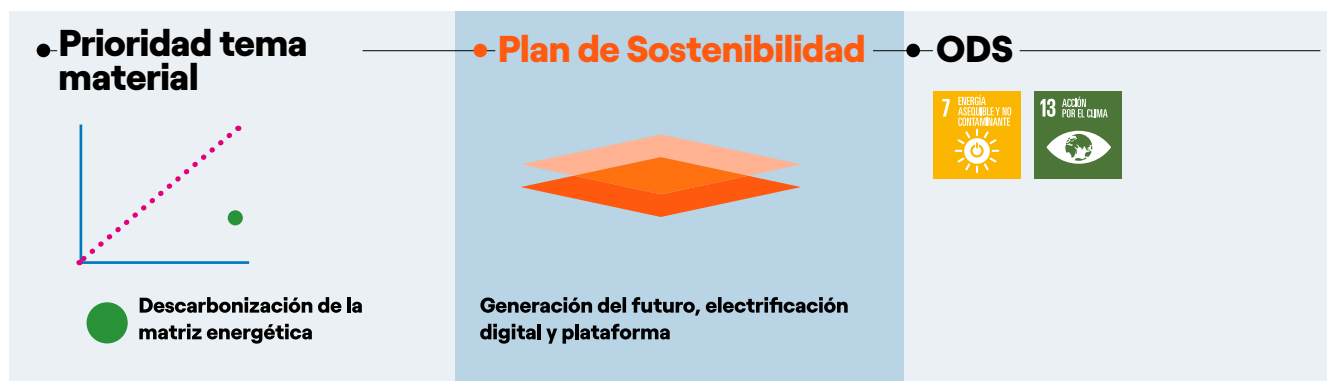 Prioridad tema
material
Plan de Sostenibilidad
ODS
7 ENERGÍA
ASEQUIBLE Y NO
CONTAMINANTE
13 ACCIÓN
POR EL CLIMA
Descarbonización de la
matriz energética
Generación del futuro, electrificación
digital y plataforma